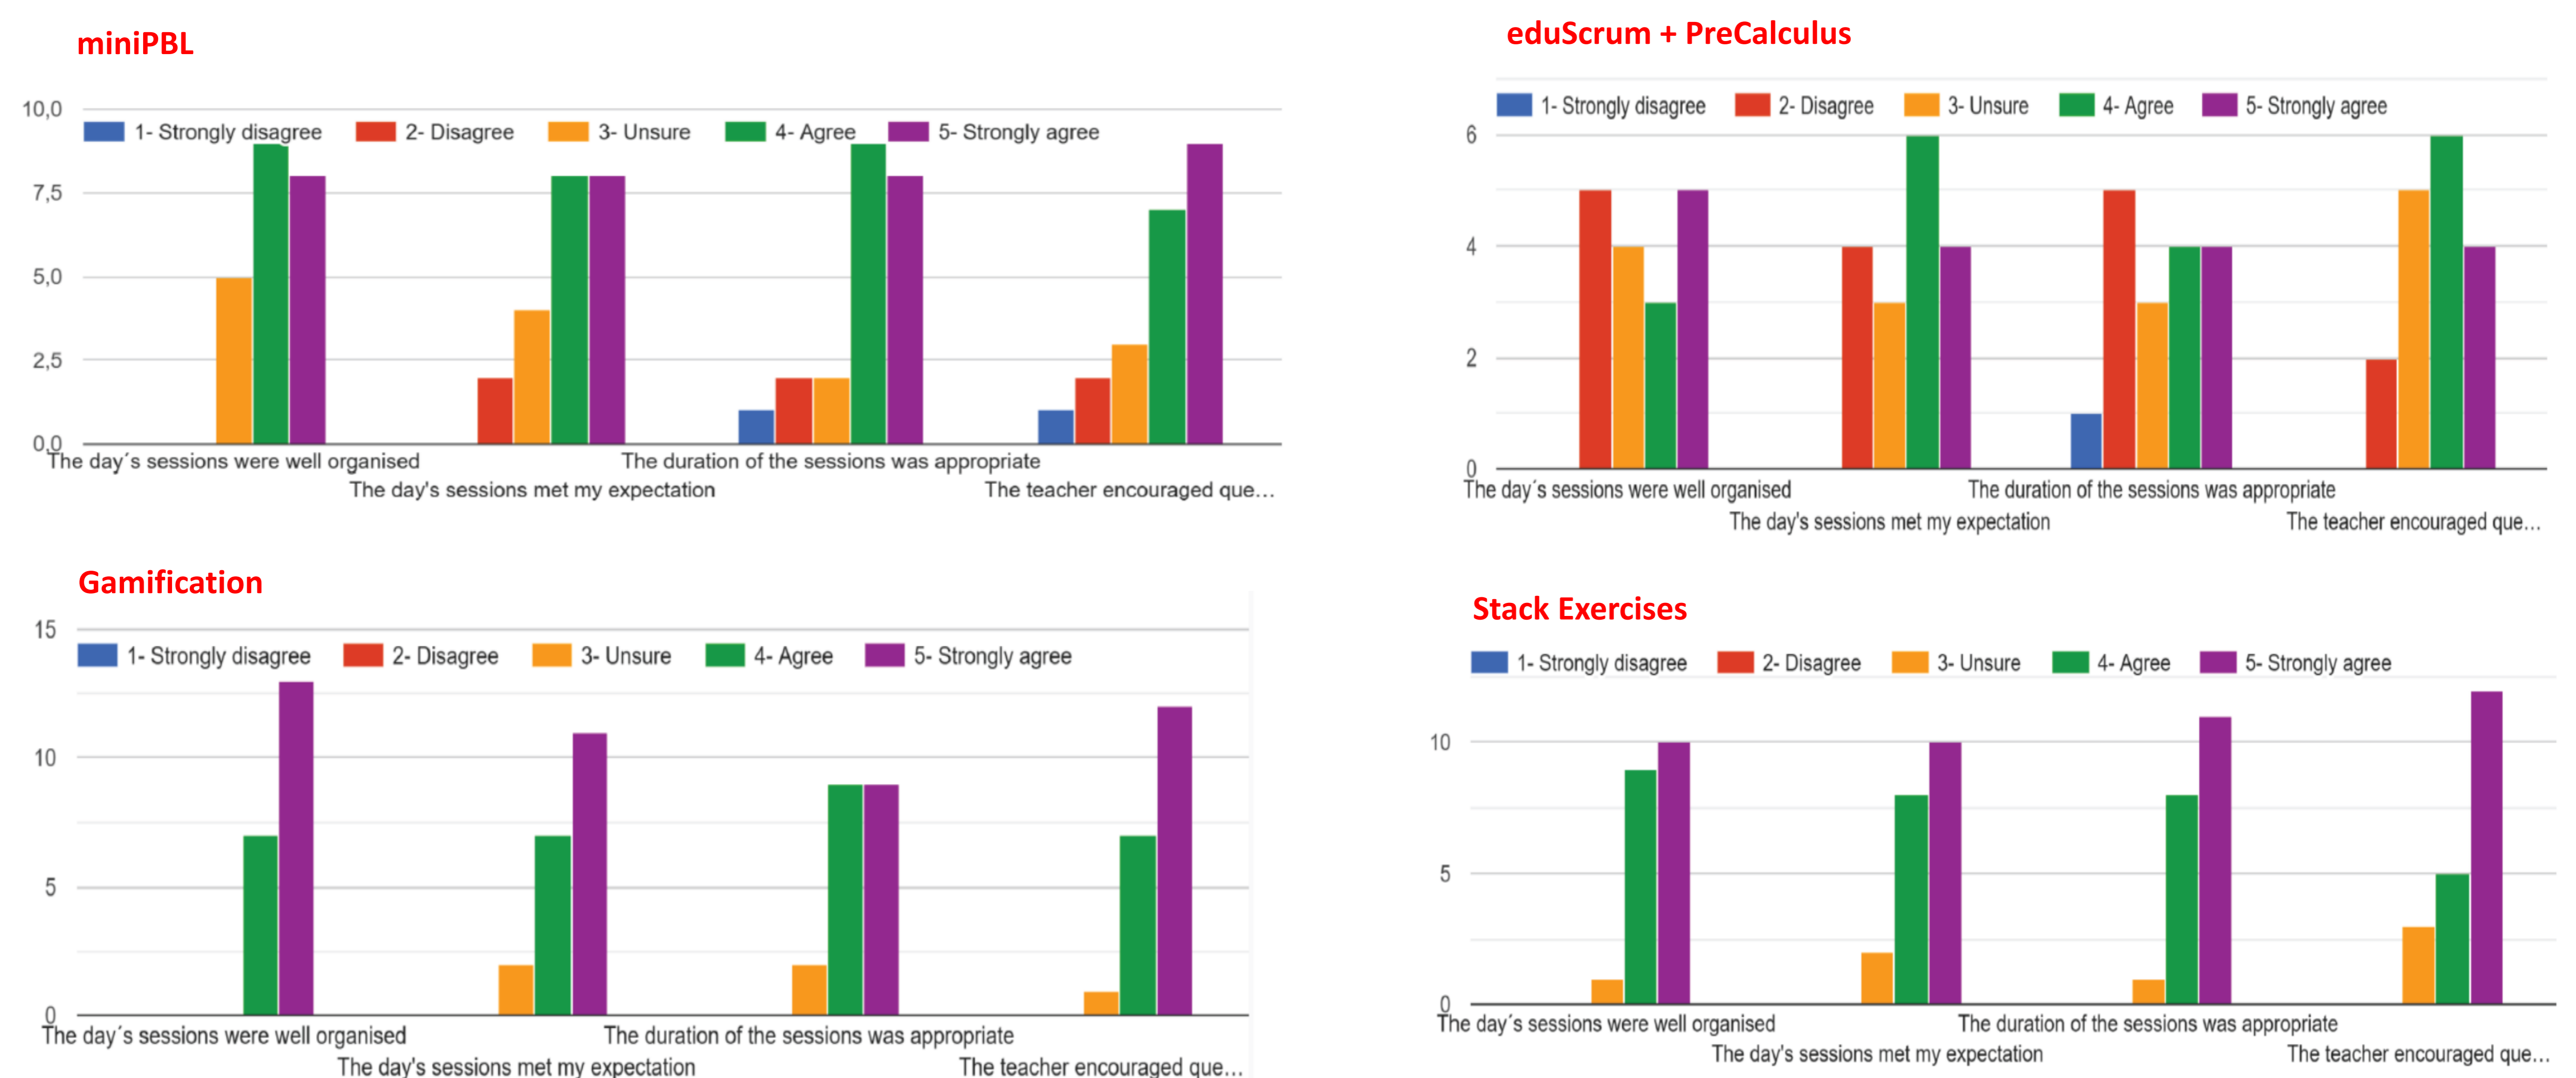 miniPBL
10,0
1- Strongly disagree 2- Disagree 3- Unsure 4- Agree 5- Strongly agree
7,5
5,0
2,5
0,0
The day´s sessions were well organised
The duration of the sessions was appropriate
The day's sessions met my expectation
The teacher encouraged que...
eduScrum + PreCalculus
1- Strongly disagree 2- Disagree 3- Unsure 4- Agree 5- Strongly agree
6
4
2
0
The day´s sessions were well organised
The duration of the sessions was appropriate
The day's sessions met my expectation
The teacher encouraged que...
Gamification
15
1- Strongly disagree 2- Disagree 3- Unsure 4- Agree 5- Strongly agree
10
5
0
The day´s sessions were well organised
The duration of the sessions was appropriate
The day's sessions met my expectation
The teacher encouraged que...
Stack Exercises
1- Strongly disagree 2- Disagree 3- Unsure 4- Agree 5- Strongly agree
10
5
0
The day´s sessions were well organised
The duration of the sessions was appropriate
The day's sessions met my expectation
The teacher encouraged que...